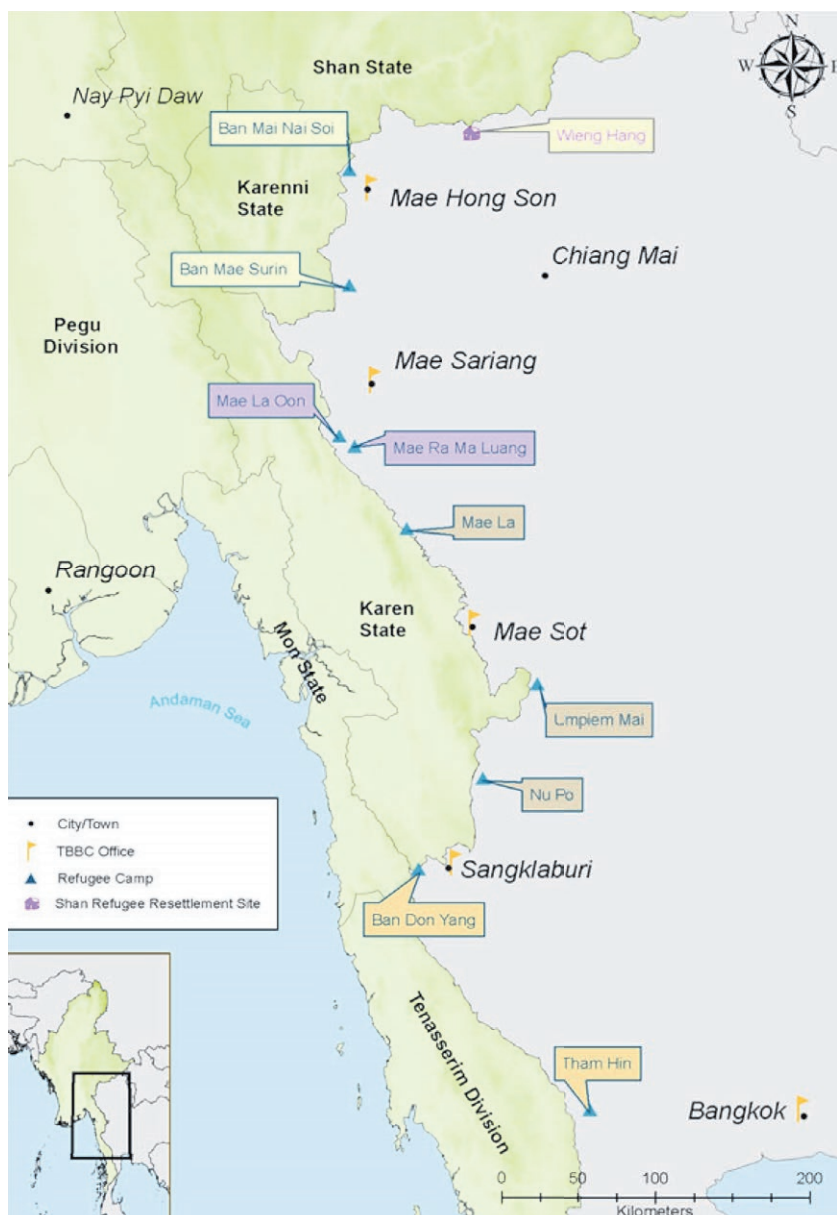 N
W
E
S
Shan State
Nay Pyi Daw
Ban Mai Nai Soi
Wieng Hang
Karenni
State
Mae Hong Son
Chiang Mai
Ban Mae Surin
Pegu
Division
Mae Sariang
Mae La Oon
Mae Ra Ma Luang
Mae La
Rangoon
Karen
State
Mae Sot
Mon State
Andaman Sea
Umpiem Mai
Nu Po
City/Town
TBBC Office
Refugee Camp
Shan Refugee Resettlement Site
Sangklaburi
Ban Don Yang
Tenasserim Division
Tham Hin
Bangkok
0 50 100 200
Kilometers